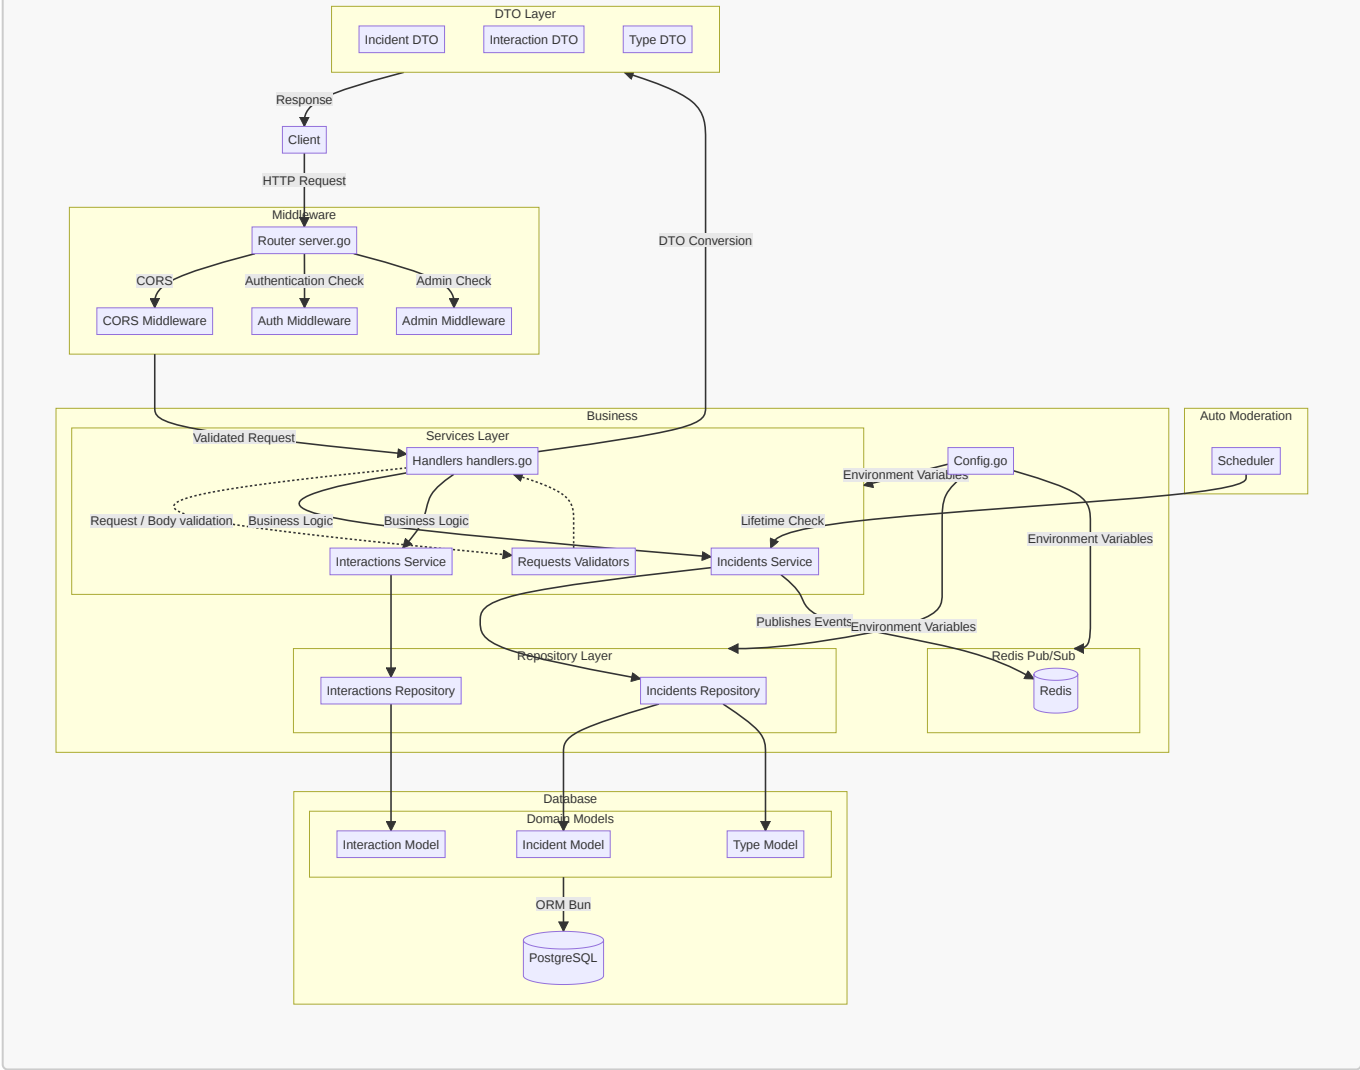 DTO Layer
Incident DTO
Interaction DTO
Type DTO
Response
Client
HTTP Request
Middleware
Router server.go
DTO Conversion
CORS
Authentication Check
Admin Check
CORS Middleware
Auth Middleware
Admin Middleware
Business
Auto Moderation
Services Layer
Validated Request
Handlers handlers.go
Config.go
Scheduler
Environment Variables
Request / Body validation
Business Logic
Business Logic
Lifetime Check
Environment Variables
Interactions Service
Requests Validators
Incidents Service
Publishes Events
Environment Variables
Repository Layer
Redis Pub/Sub
Interactions Repository
Incidents Repository
Redis
Database
Domain Models
Interaction Model
Incident Model
Type Model
ORM Bun
PostgreSQL